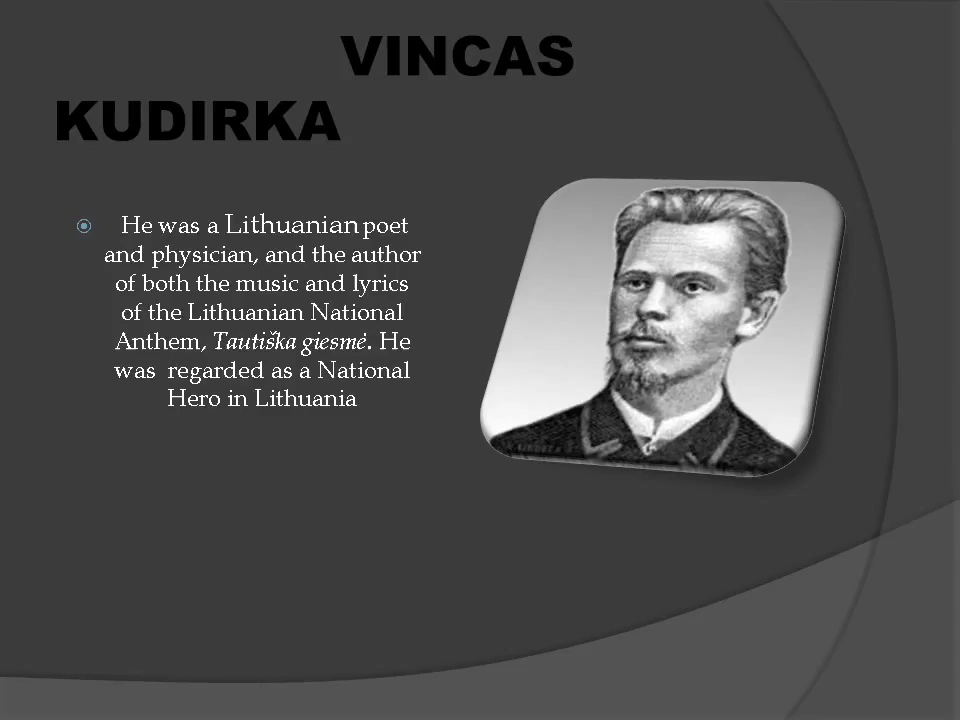 VINCAS
KUDIRKA
He was a Lithuanian poet
and physician, and the author
of both the music and lyrics
of the Lithuanian National
Anthem, Tautiška giesmė. He
was regarded as a National
Hero in Lithuania